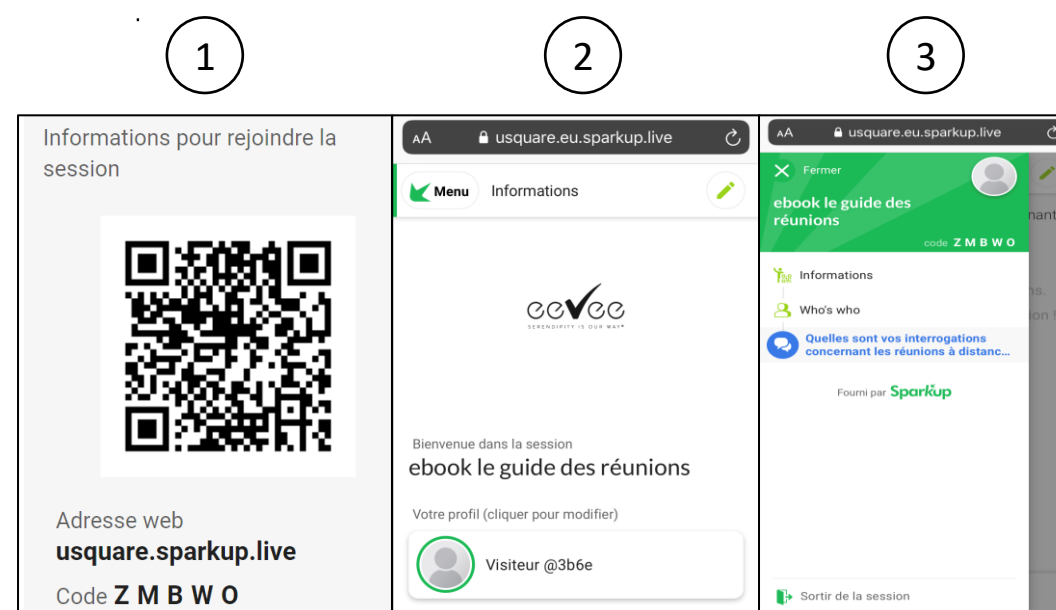 1
2
3
Informations pour rejoindre la
session
Adresse web
usquare.sparkup.live
Code Z M B W O
AA usquare.eu.sparkup.live
Menu Informations
eevee
SERENDIPITY IS OUR WAY
Bienvenue dans la session
ebook le guide des réunions
Votre profil (cliquer pour modifier)
Visiteur @3b6e
AA usquare.eu.sparkup.live
Fermer
ebook le guide des
réunions
code Z M B W O
Informations
Who's who
Quelles sont vos interrogations
concernant les réunions à distanc...
Fourni par Sparkup
Sortir de la session